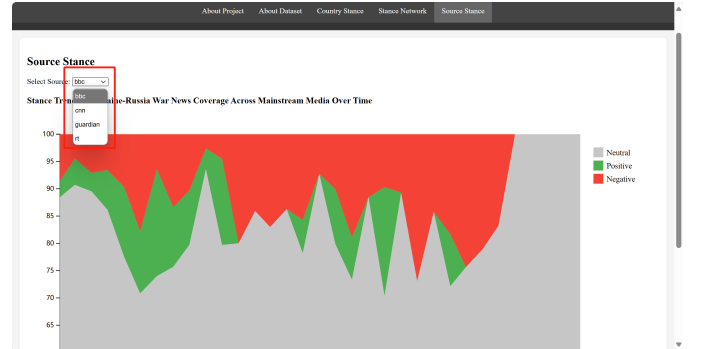 About Project About Dataset Country Stance Stance Network Source Stance
Source Stance
Select Source: bbc
bbc
cnn
guardian
rt
Stance Tren ine-Russia War News Coverage Across Mainstream Media Over Time
100
95
90
85
80
75
70
65
Neutral
Positive
Negative